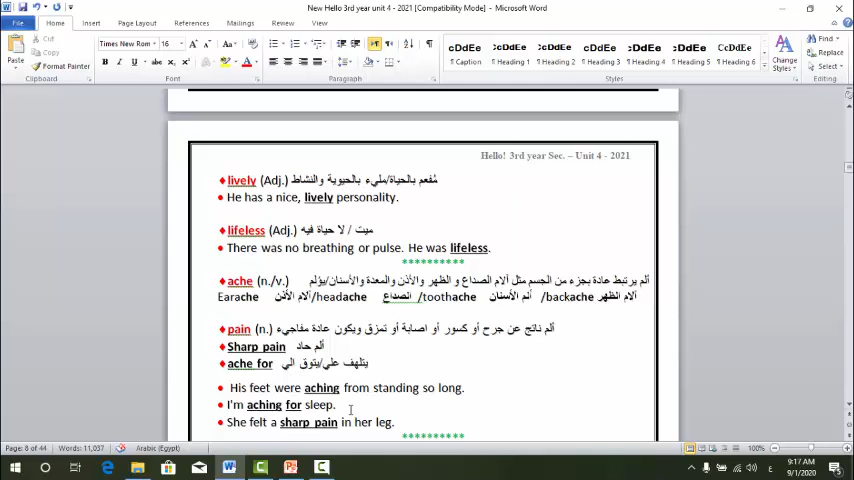 New Hello 3rd year unit 4 - 2021 [Compatibility Mode] - Microsoft Word
File Home Insert Page Layout References Mailings Review View
Cut
Copy
Paste
Format Painter
Clipboard
Times New Rom 16
Font
Paragraph
cDdEe cDdEe cDdEe cDdEe cDdEe CcDdEe
¶ Caption ¶ Heading 1 ¶ Heading 2 ¶ Heading 3 ¶ Heading 4 ¶ Heading 5 ¶ Heading 6
Styles
Change Styles
Find
Replace
Select
Editing
Hello! 3rd year Sec. – Unit 4 - 2021
♦lively (Adj.) مُفعم بالحياة/مليء بالحيوية والنشاط
• He has a nice, lively personality.
♦lifeless (Adj.) ميت / لا حياة فيه
• There was no breathing or pulse. He was lifeless.
**********
♦ache (n./v.) ألم يرتبط عادة بجزء من الجسم مثل آلام الصداع و الظهر والأذن والمعدة والأسنان/يؤلم
Earache آلام الأذن/headache الصداع /toothache ألم الأسنان /backache آلام الظهر
♦pain (n.) ألم ناتج عن جرح أو كسور أو اصابة أو تمزق ويكون عادة مفاجيء
♦Sharp pain ألم حاد
♦ache for يتلهف علي/يتوق الي
• His feet were aching from standing so long.
• I'm aching for sleep.
• She felt a sharp pain in her leg.
**********
Page: 8 of 44 Words: 11,037 Arabic (Egypt) 100%
9:17 AM
9/1/2020